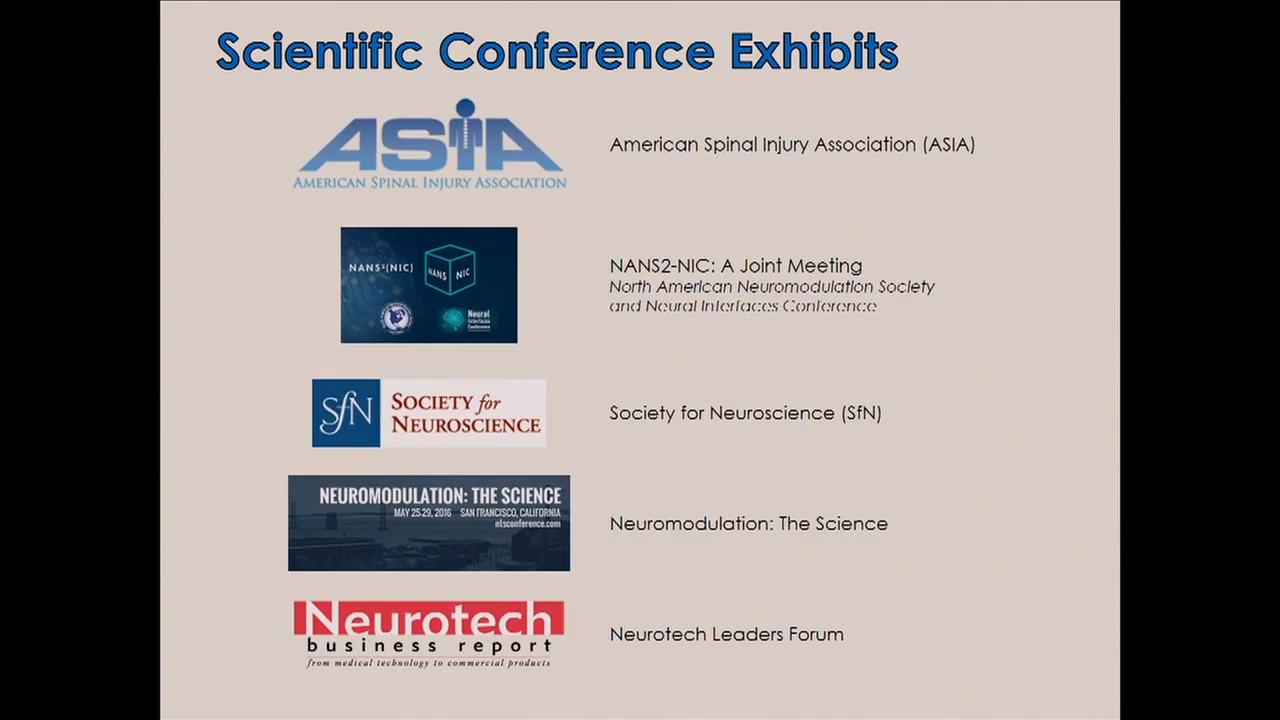 Scientific Conference Exhibits
ASIA
AMERICAN SPINAL INJURY ASSOCIATION
American Spinal Injury Association (ASIA)
NANS²(NIC)
NANS NIC
Neural
Interfaces
Conference
NANS2-NIC: A Joint Meeting
North American Neuromodulation Society
and Neural Interfaces Conference
SfN
SOCIETY for
NEUROSCIENCE
Society for Neuroscience (SfN)
NEUROMODULATION: THE SCIENCE
MAY 25-29, 2016 SAN FRANCISCO, CALIFORNIA
ntsconference.com
Neuromodulation: The Science
Neurotech
business report
from medical technology to commercial products
Neurotech Leaders Forum